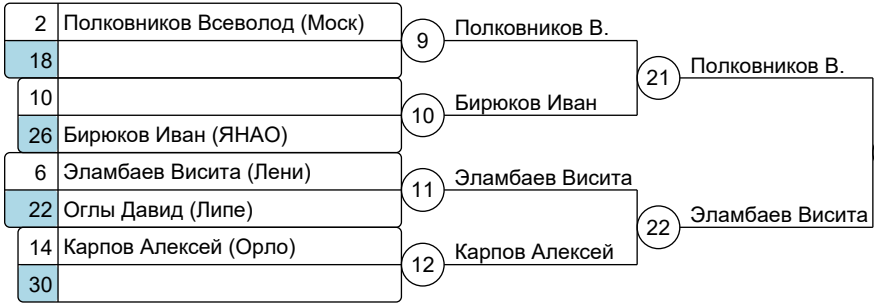 2 Полковников Всеволод (Моск)
9 Полковников В.
18
21 Полковников В.
10
10 Бирюков Иван
26 Бирюков Иван (ЯНАО)
6 Эламбаев Висита (Лени)
11 Эламбаев Висита
22 Оглы Давид (Липе)
22 Эламбаев Висита
14 Карпов Алексей (Орло)
12 Карпов Алексей
30